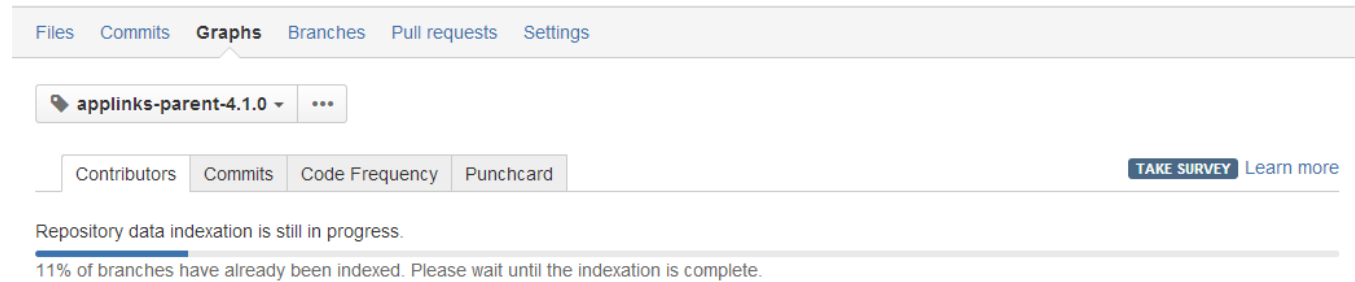 Files Commits Graphs Branches Pull requests Settings
applinks-parent-4.1.0 •••
Contributors Commits Code Frequency Punchcard TAKE SURVEY Learn more
Repository data indexation is still in progress.
11% of branches have already been indexed. Please wait until the indexation is complete.